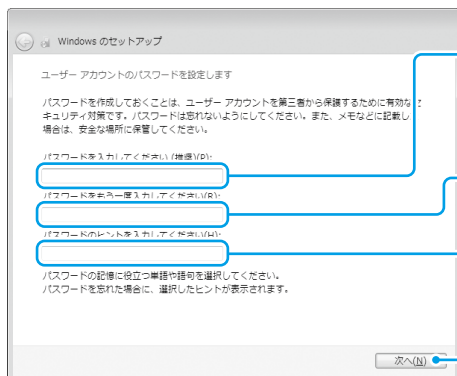 Windows のセットアップ
ユーザー アカウントのパスワードを設定します
パスワードを作成しておくことは、ユーザー アカウントを第三者から保護するために有効なセ
キュリティ対策です。パスワードは忘れないようにしてください。また、メモなどに記載し
場合は、安全な場所に保管してください。
パスワードを入力してください (推奨)(P):
パスワードをもう一度入力してください(R):
パスワードのヒントを入力してください(H):
パスワードの記憶に役立つ単語や語句を選択してください。
パスワードを忘れた場合に、選択したヒントが表示されます。
次へ(N)